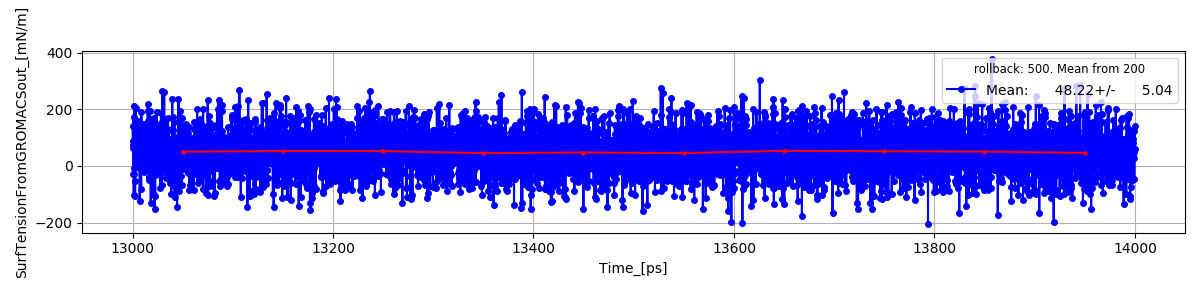 SurfTensionFromGROMACSout_[mN/m]
400
200
0
−200
rollback: 500. Mean from 200
Mean: 48.22+/- 5.04
13000 13200 13400 13600 13800 14000
Time_[ps]